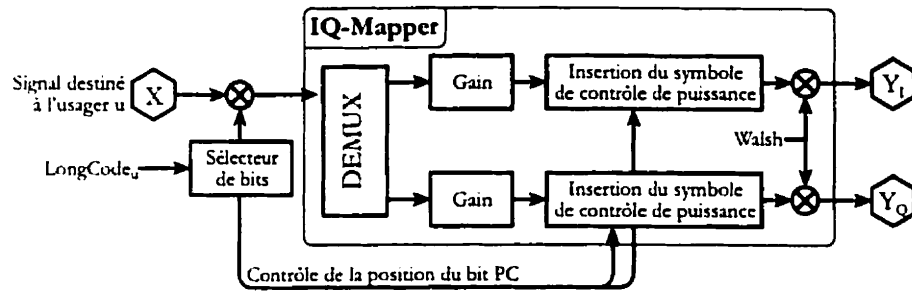 IQ-Mapper
Signal destiné
à l'usager u
X
DEMUX
Gain
Insertion du symbole
de contrôle de puissance
Y_I
LongCode_u
Sélecteur
de bits
Walsh
Gain
Insertion du symbole
de contrôle de puissance
Y_Q
Contrôle de la position du bit PC